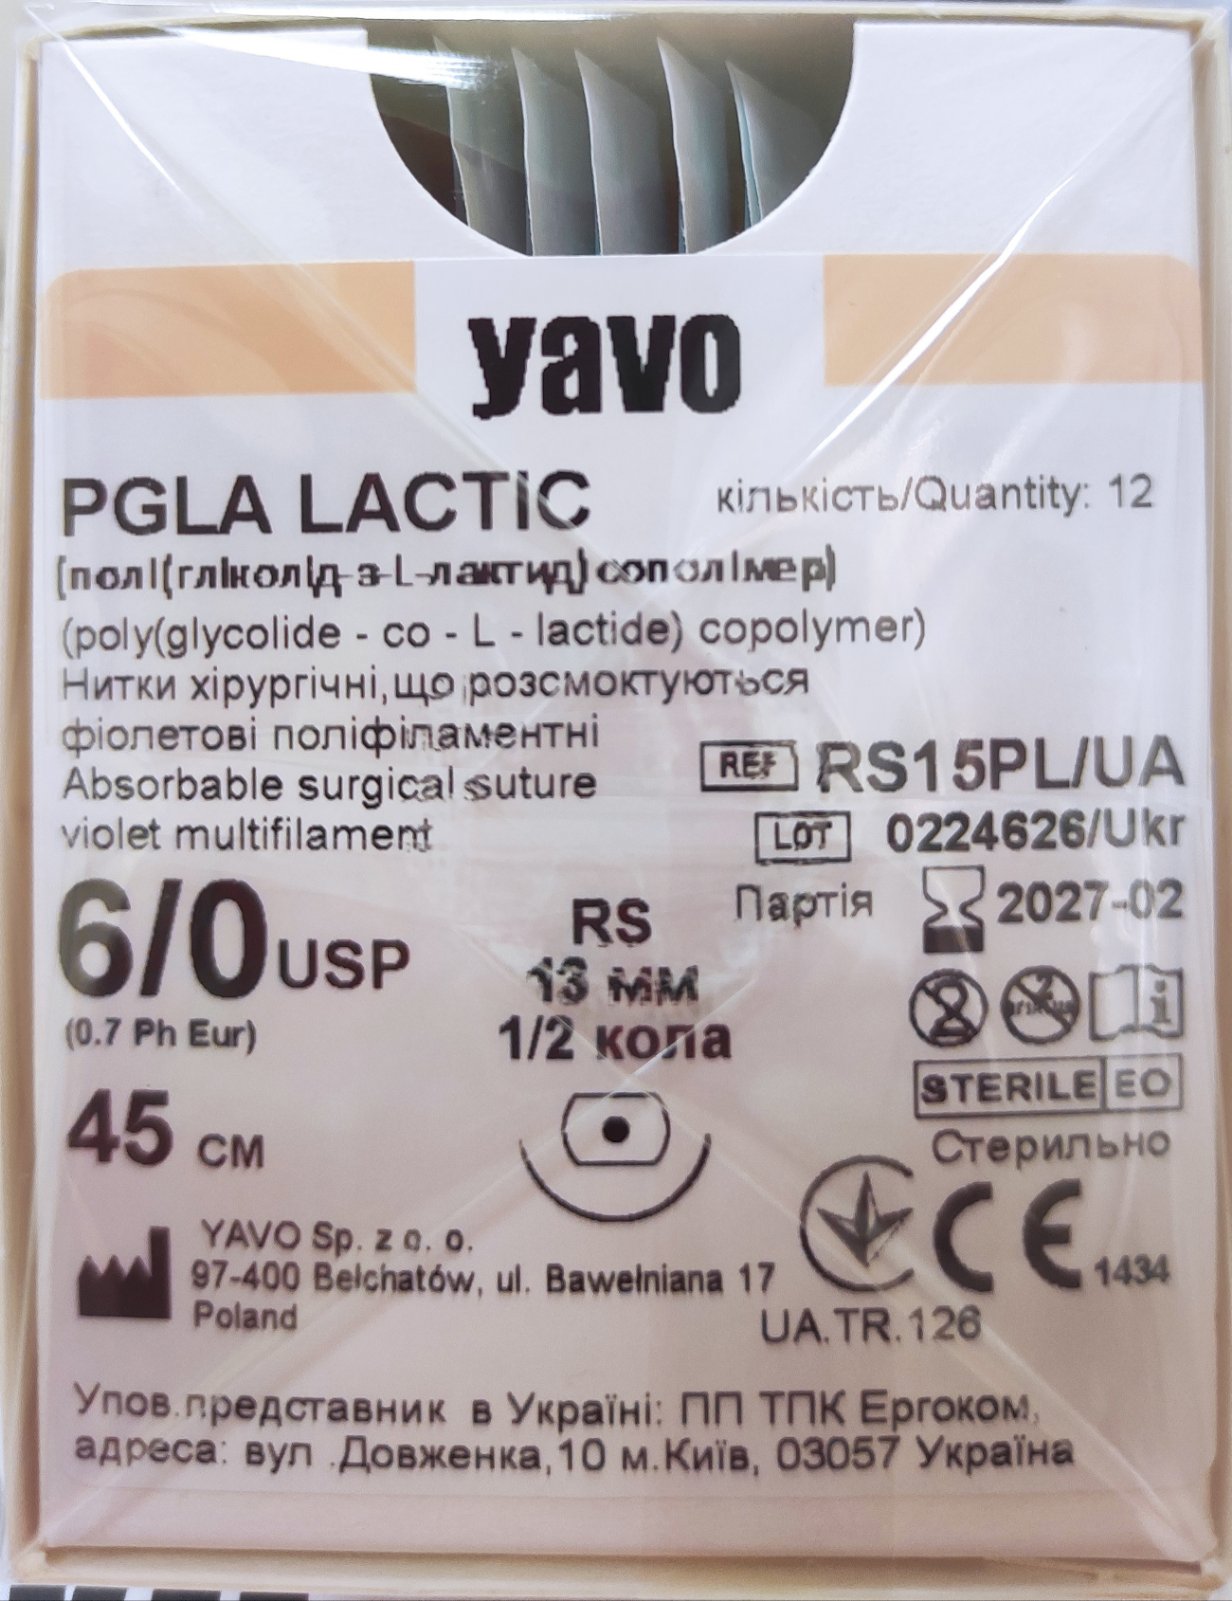 yavo
PGLA LACTIC
кількість/Quantity: 12
(полі(гліколід-з-L-лактид)сополімер)
(poly(glycolide - co - L - lactide) copolymer)
Нитки хірургічні,що розсмоктуються
фіолетові поліфіламентні
Absorbable surgical suture
violet multifilament
REF RS15PL/UA
LOT 0224626/Ukr
Партія
2027-02
6/0 USP
(0.7 Ph Eur)
45 см
RS
13 мм
1/2 кола
2
STERILE EO
Стерильно
CE 1434
UA.TR.126
YAVO Sp. z o. o.
97-400 Bełchatów, ul. Bawełniana 17
Poland
Упов.представник в Україні: ПП ТПК Ергоком,
адреса: вул .Довженка,10 м.Київ, 03057 Україна